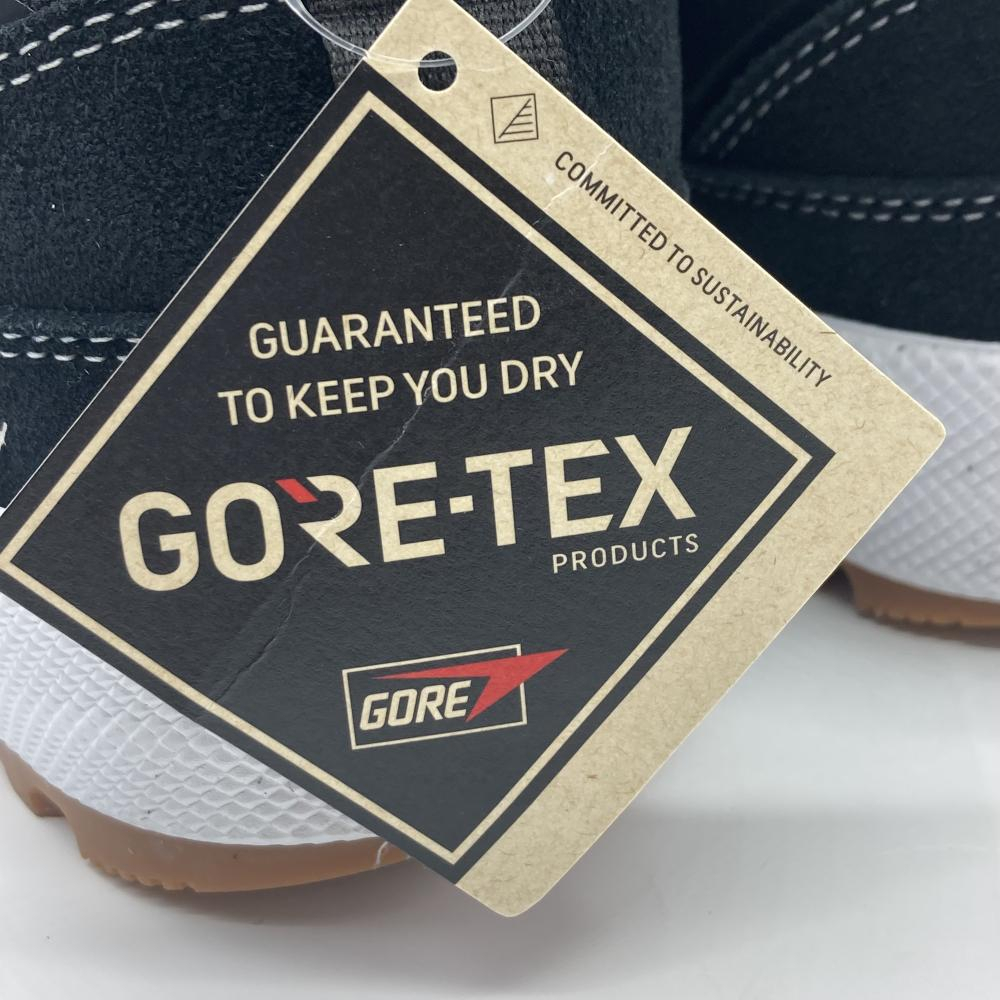 COMMITTED TO SUSTAINABILITY
GUARANTEED
TO KEEP YOU DRY
GORE-TEX
PRODUCTS
GORE